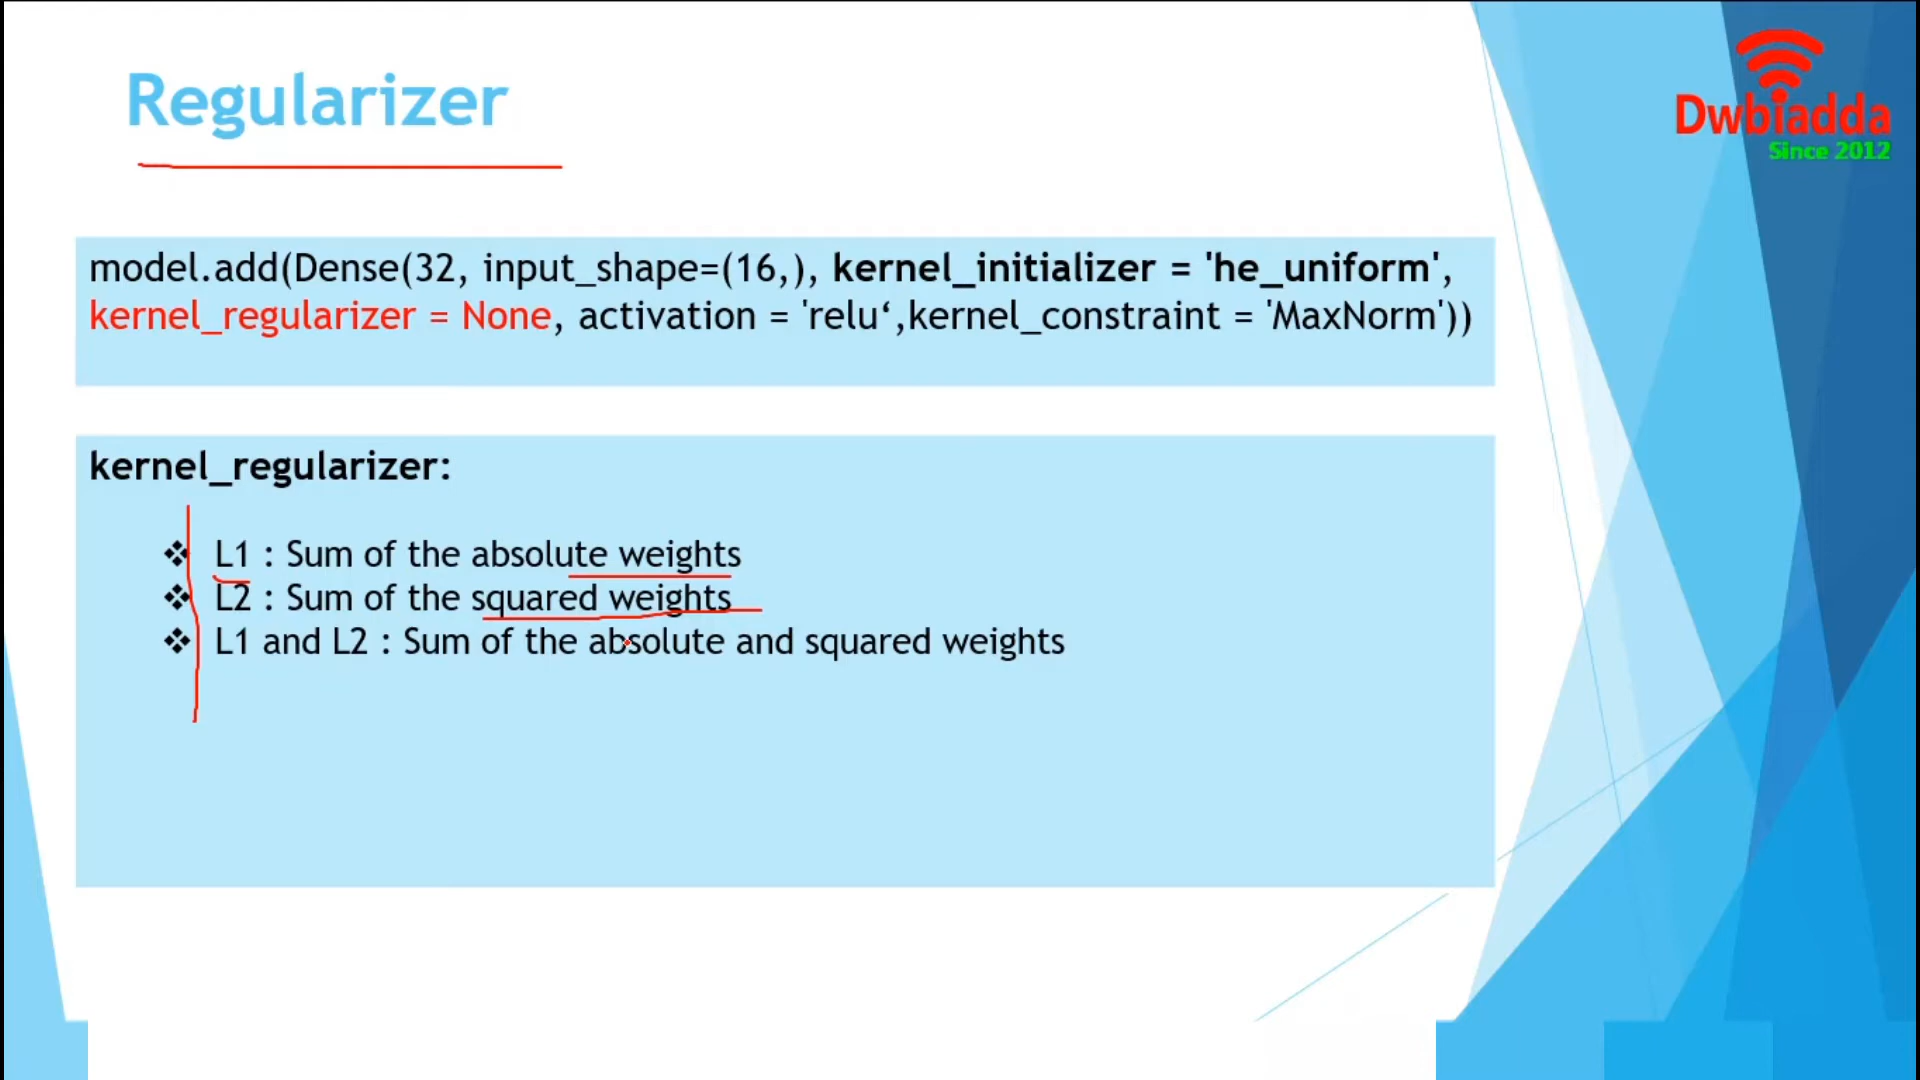 Regularizer
Dwbiadda
Since 2012
model.add(Dense(32, input_shape=(16,), kernel_initializer = 'he_uniform',
kernel_regularizer = None, activation = 'relu‘,kernel_constraint = 'MaxNorm'))
kernel_regularizer:
❖ L1 : Sum of the absolute weights
❖ L2 : Sum of the squared weights
❖ L1 and L2 : Sum of the absolute and squared weights